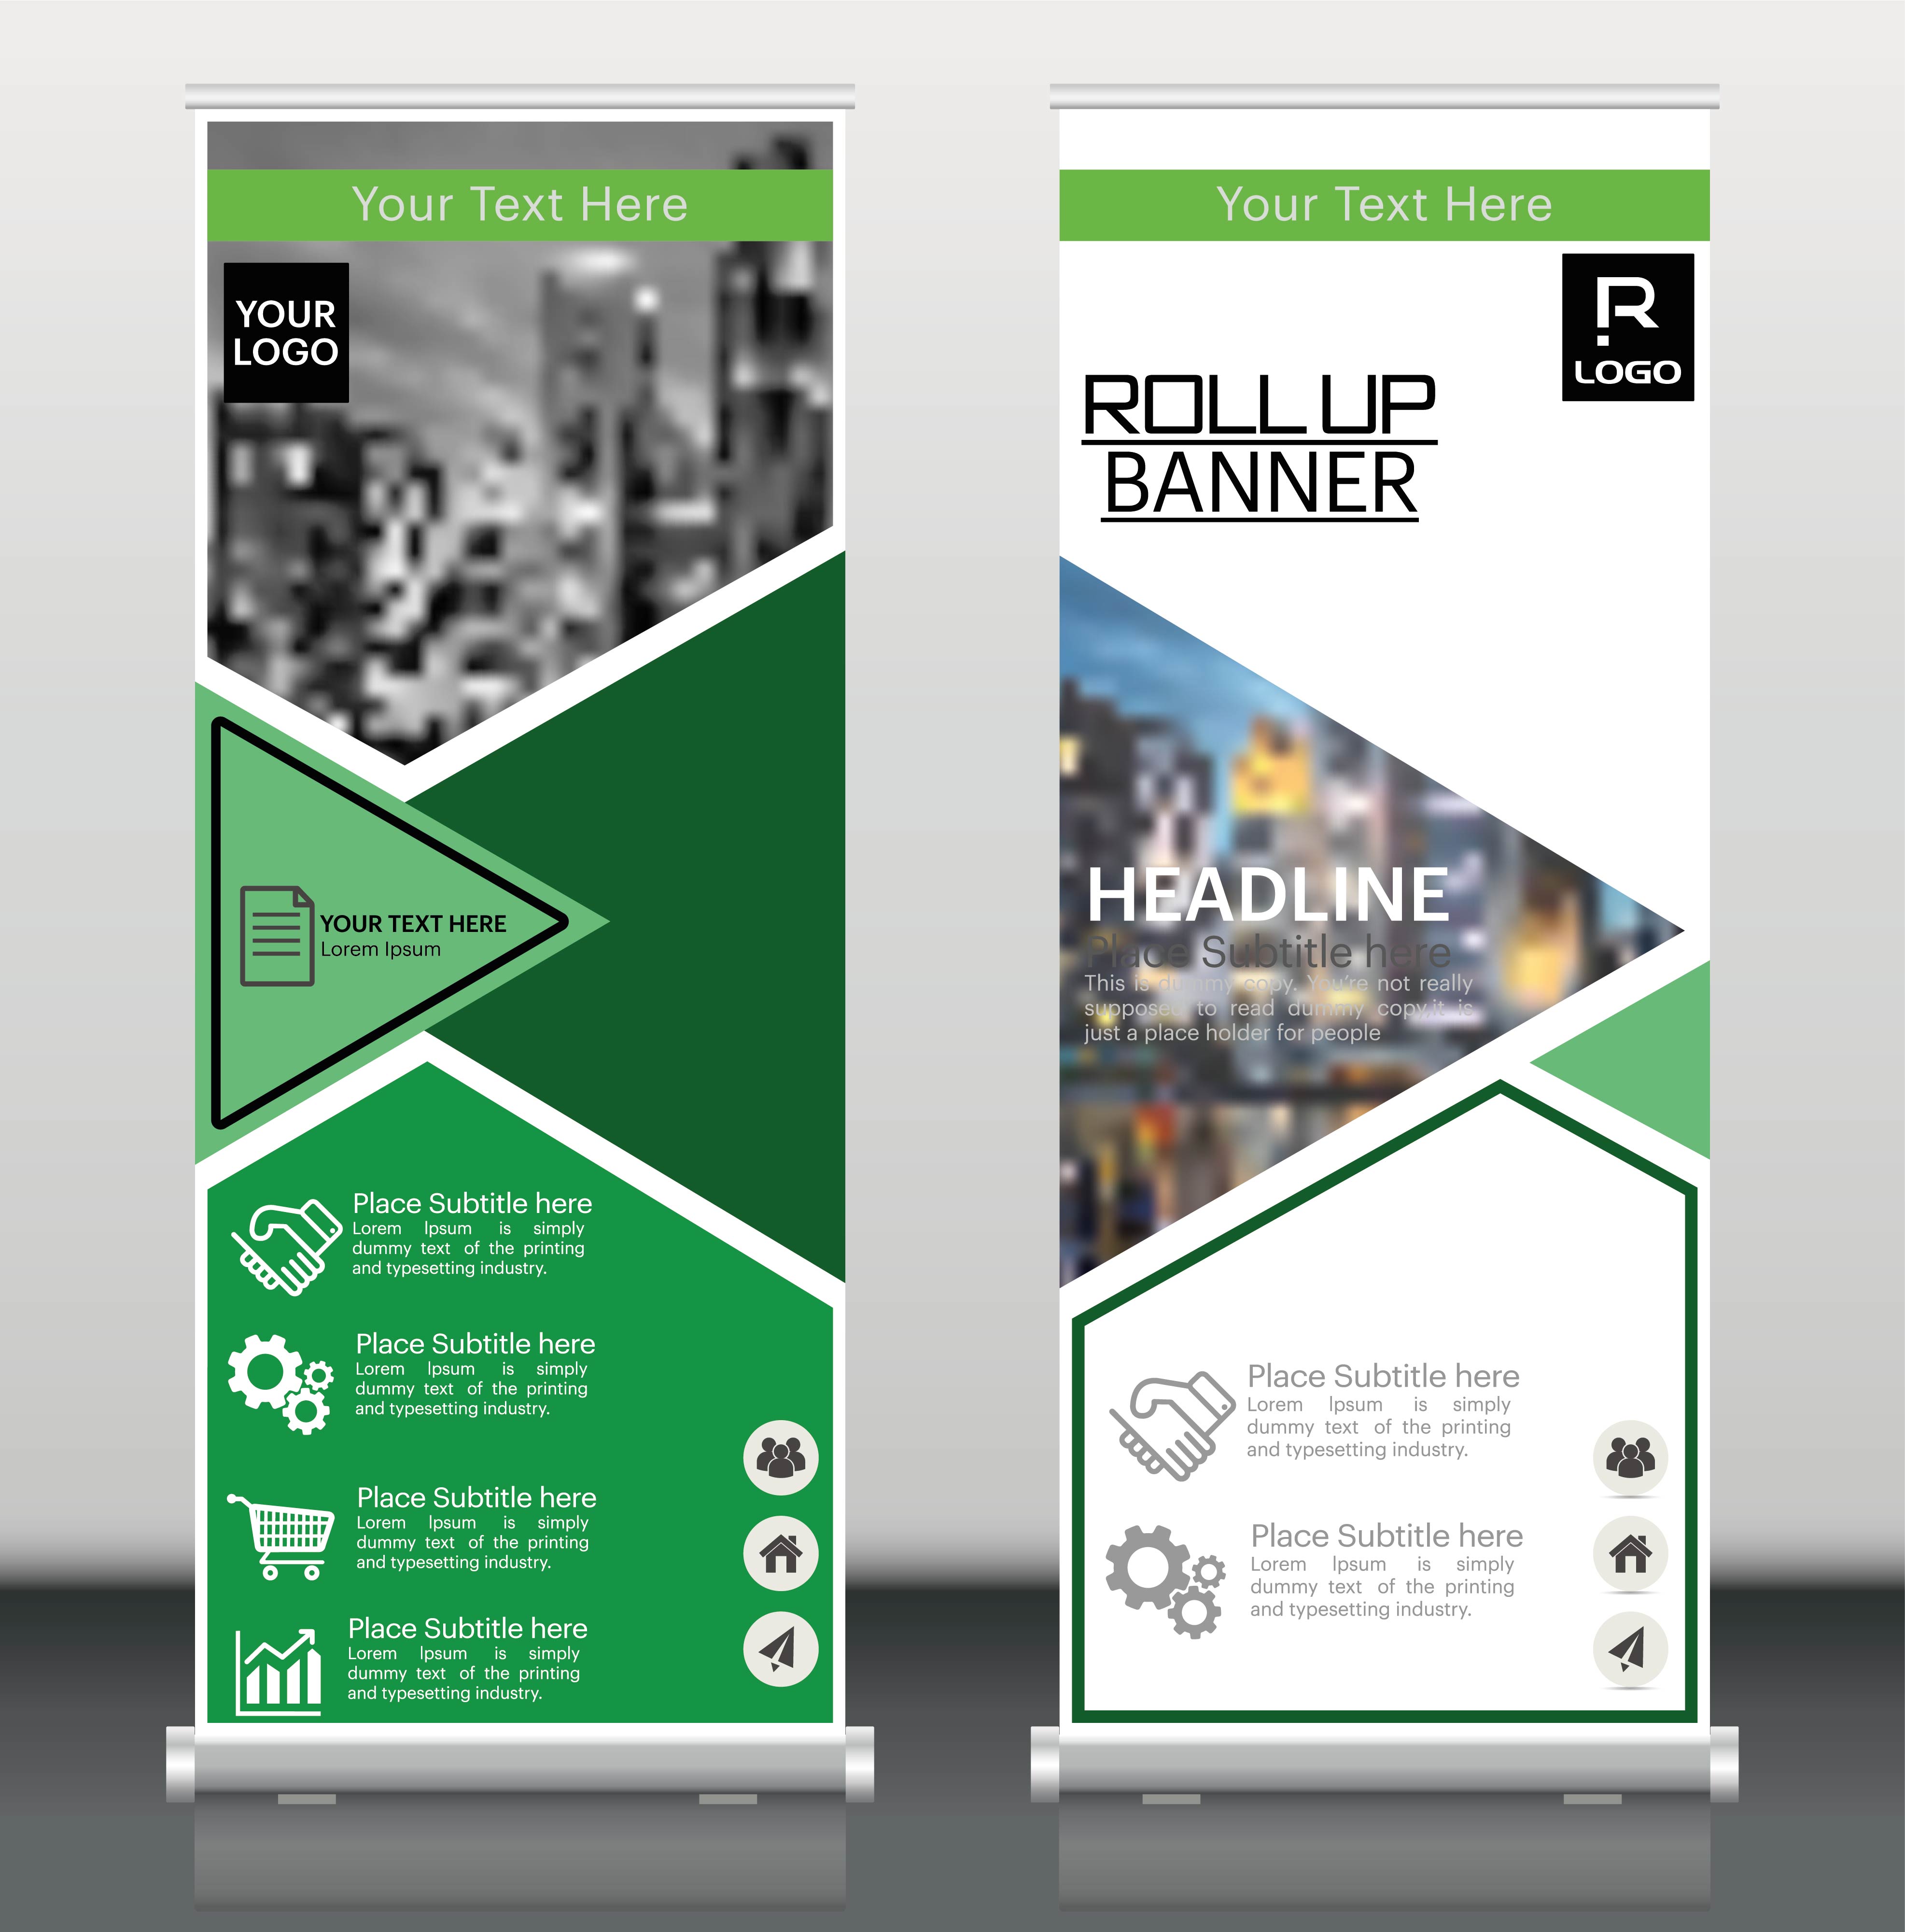 Your Text Here
YOUR
LOGO
YOUR TEXT HERE
Lorem Ipsum
Place Subtitle here
Lorem Ipsum is simply
dummy text of the printing
and typesetting industry.
Place Subtitle here
Lorem Ipsum is simply
dummy text of the printing
and typesetting industry.
Place Subtitle here
Lorem Ipsum is simply
dummy text of the printing
and typesetting industry.
Place Subtitle here
Lorem Ipsum is simply
dummy text of the printing
and typesetting industry.
Your Text Here
R
LOGO
ROLL UP
BANNER
HEADLINE
Place Subtitle here
This is dummy copy. You're not really
supposed to read dummy copy,it is
just a place holder for people
Place Subtitle here
Lorem Ipsum is simply
dummy text of the printing
and typesetting industry.
Place Subtitle here
Lorem Ipsum is simply
dummy text of the printing
and typesetting industry.